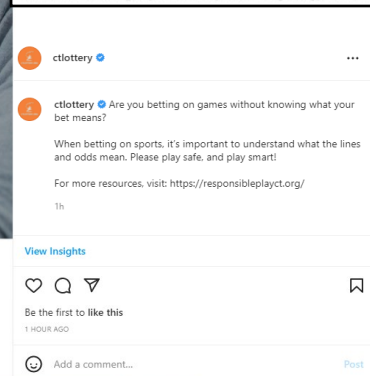 ctlottery
ctlottery Are you betting on games without knowing what your
bet means?
When betting on sports, it's important to understand what the lines
and odds mean. Please play safe, and play smart!
For more resources, visit: https://responsibleplayct.org/
1h
View Insights
Be the first to like this
1 HOUR AGO
Add a comment...
Post